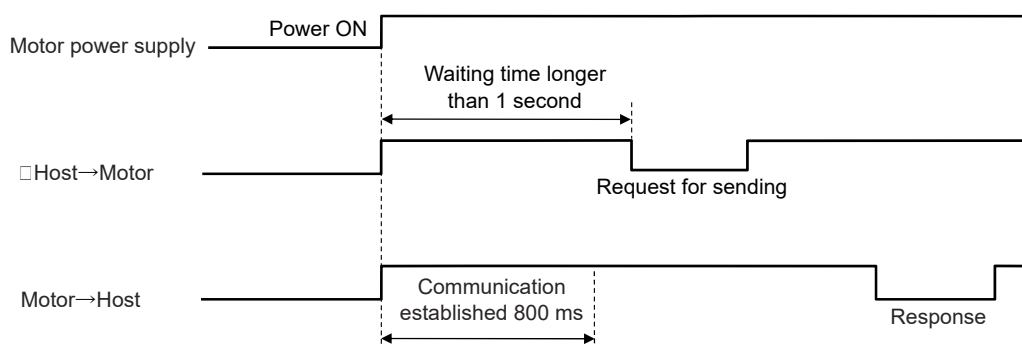 Power ON
Motor power supply
Waiting time longer
than 1 second
□Host→Motor
Request for sending
Communication
established 800 ms
Motor→Host
Response